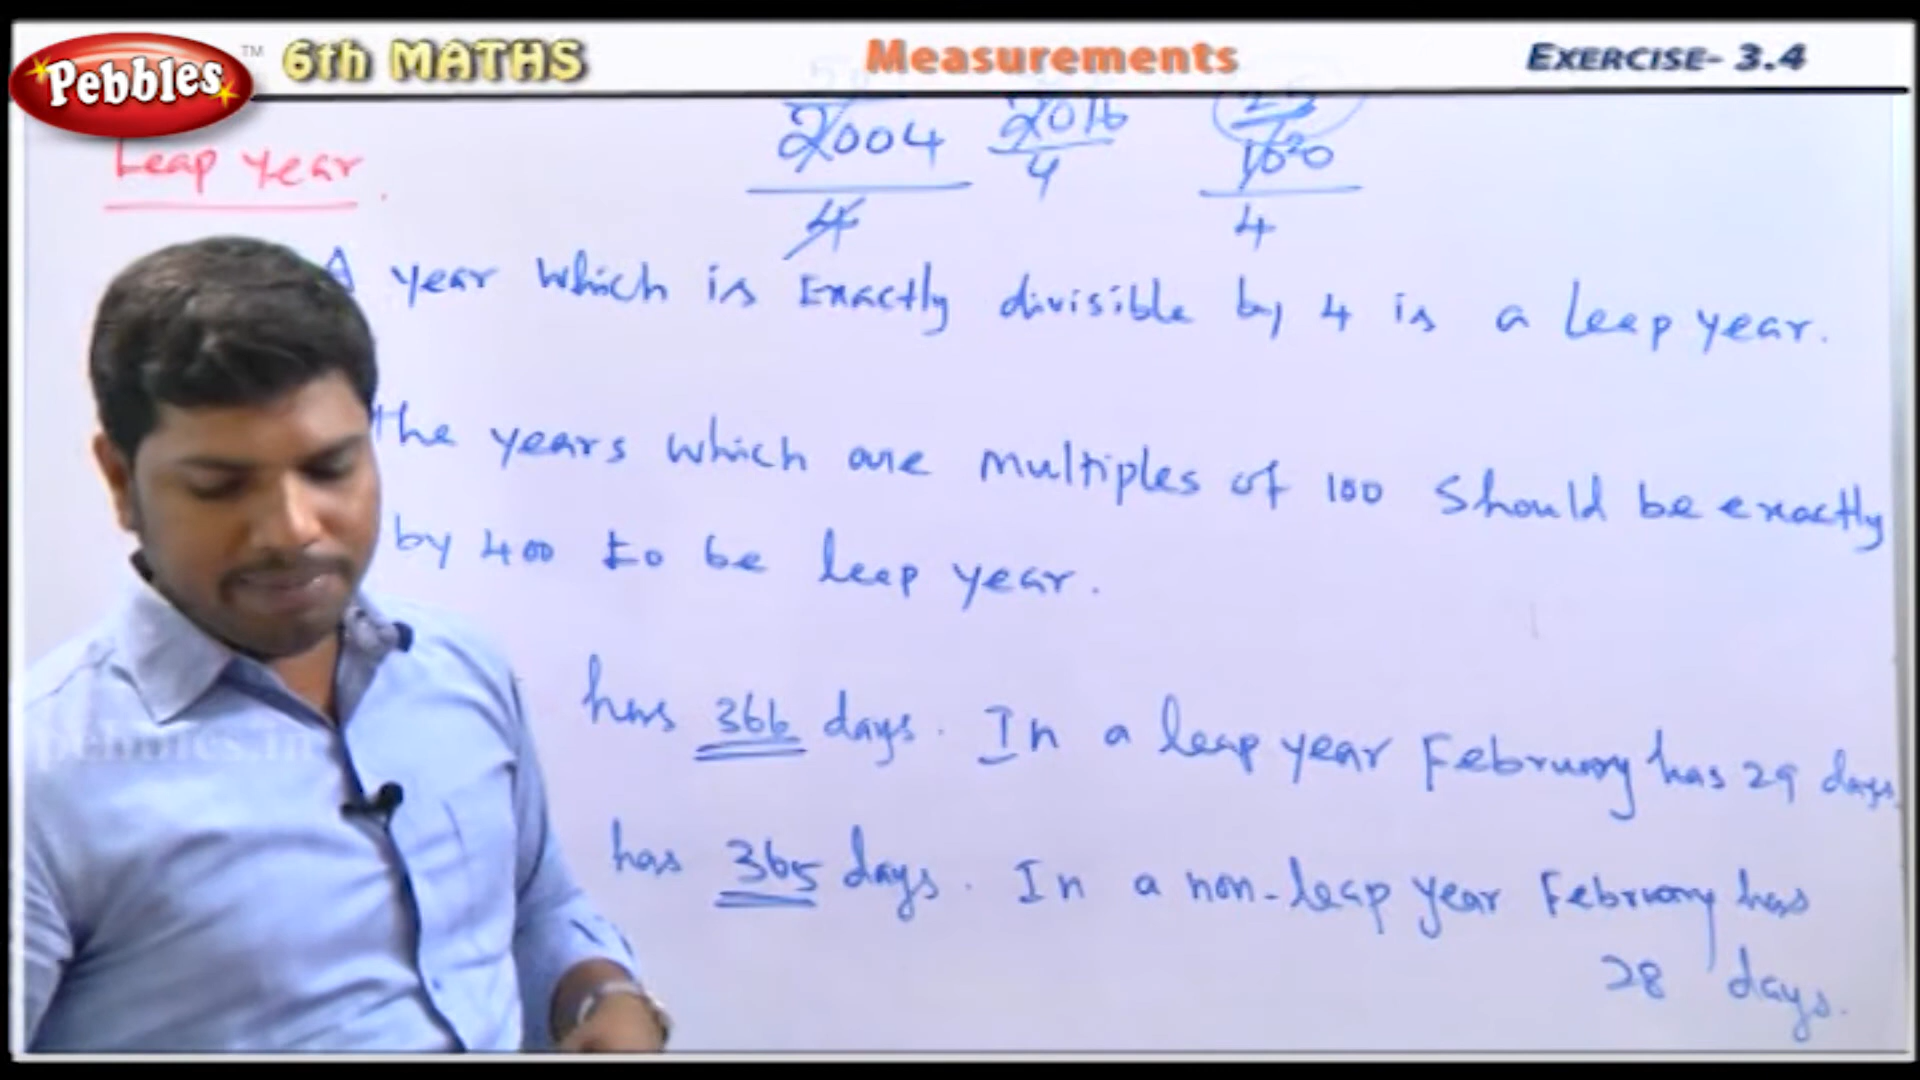 Pebbles™ 6th MATHS Measurements EXERCISE- 3.4
Leap year.
2004 2016 1000
4 4 4
A year which is Exactly divisible by 4 is a leap year.
the years which are multiples of 100 should be exactly
by 400 to be leap year.
has 366 days. In a leap year February has 29 days.
has 365 days. In a non-leap year February has
28 days.